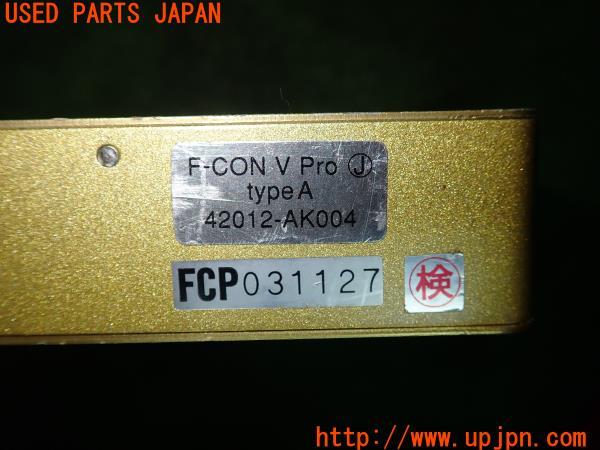 USED PARTS JAPAN
F-CON V Pro Ⓙ
type A
42012-AK004
FCP031127
検
http://www.upjpn.com/